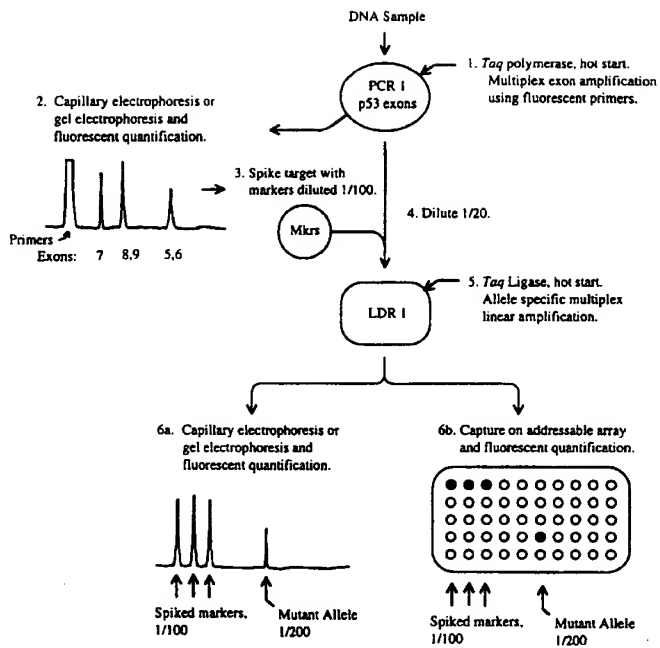 DNA Sample
PCR 1
p53 exons
1. Taq polymerase, hot start.
Multiplex exon amplification
using fluorescent primers.
2. Capillary electrophoresis or
gel electrophoresis and
fluorescent quantification.
Primers
Exons: 7 8,9 5,6
3. Spike target with
markers diluted 1/100.
Mkrs
4. Dilute 1/20.
LDR 1
5. Taq Ligase, hot start.
Allele specific multiplex
linear amplification.
6a. Capillary electrophoresis or
gel electrophoresis and
fluorescent quantification.
Spiked markers,
1/100
Mutant Allele
1/200
6b. Capture on addressable array
and fluorescent quantification.
Spiked markers,
1/100
Mutant Allele
1/200